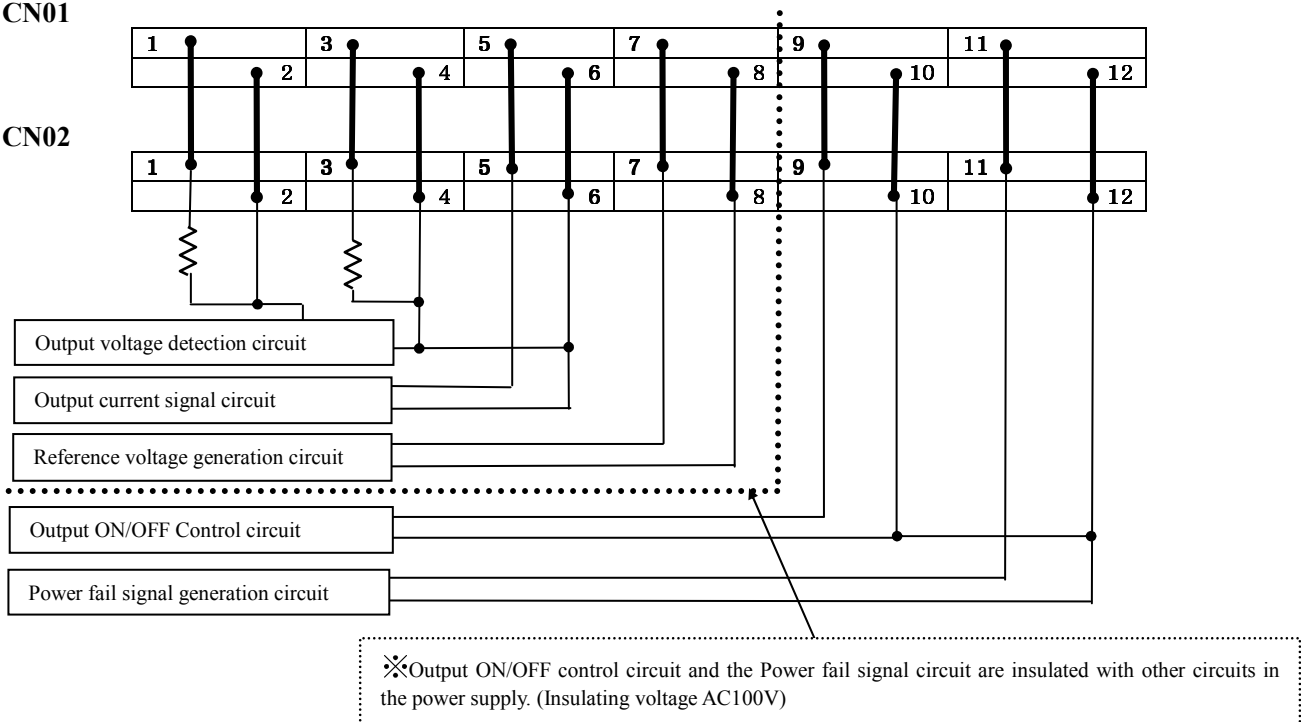 CN01
1 3 5 7 9 11
2 4 6 8 10 12
CN02
1 3 5 7 9 11
2 4 6 8 10 12
Output voltage detection circuit
Output current signal circuit
Reference voltage generation circuit
Output ON/OFF Control circuit
Power fail signal generation circuit
※Output ON/OFF control circuit and the Power fail signal circuit are insulated with other circuits in
the power supply. (Insulating voltage AC100V)